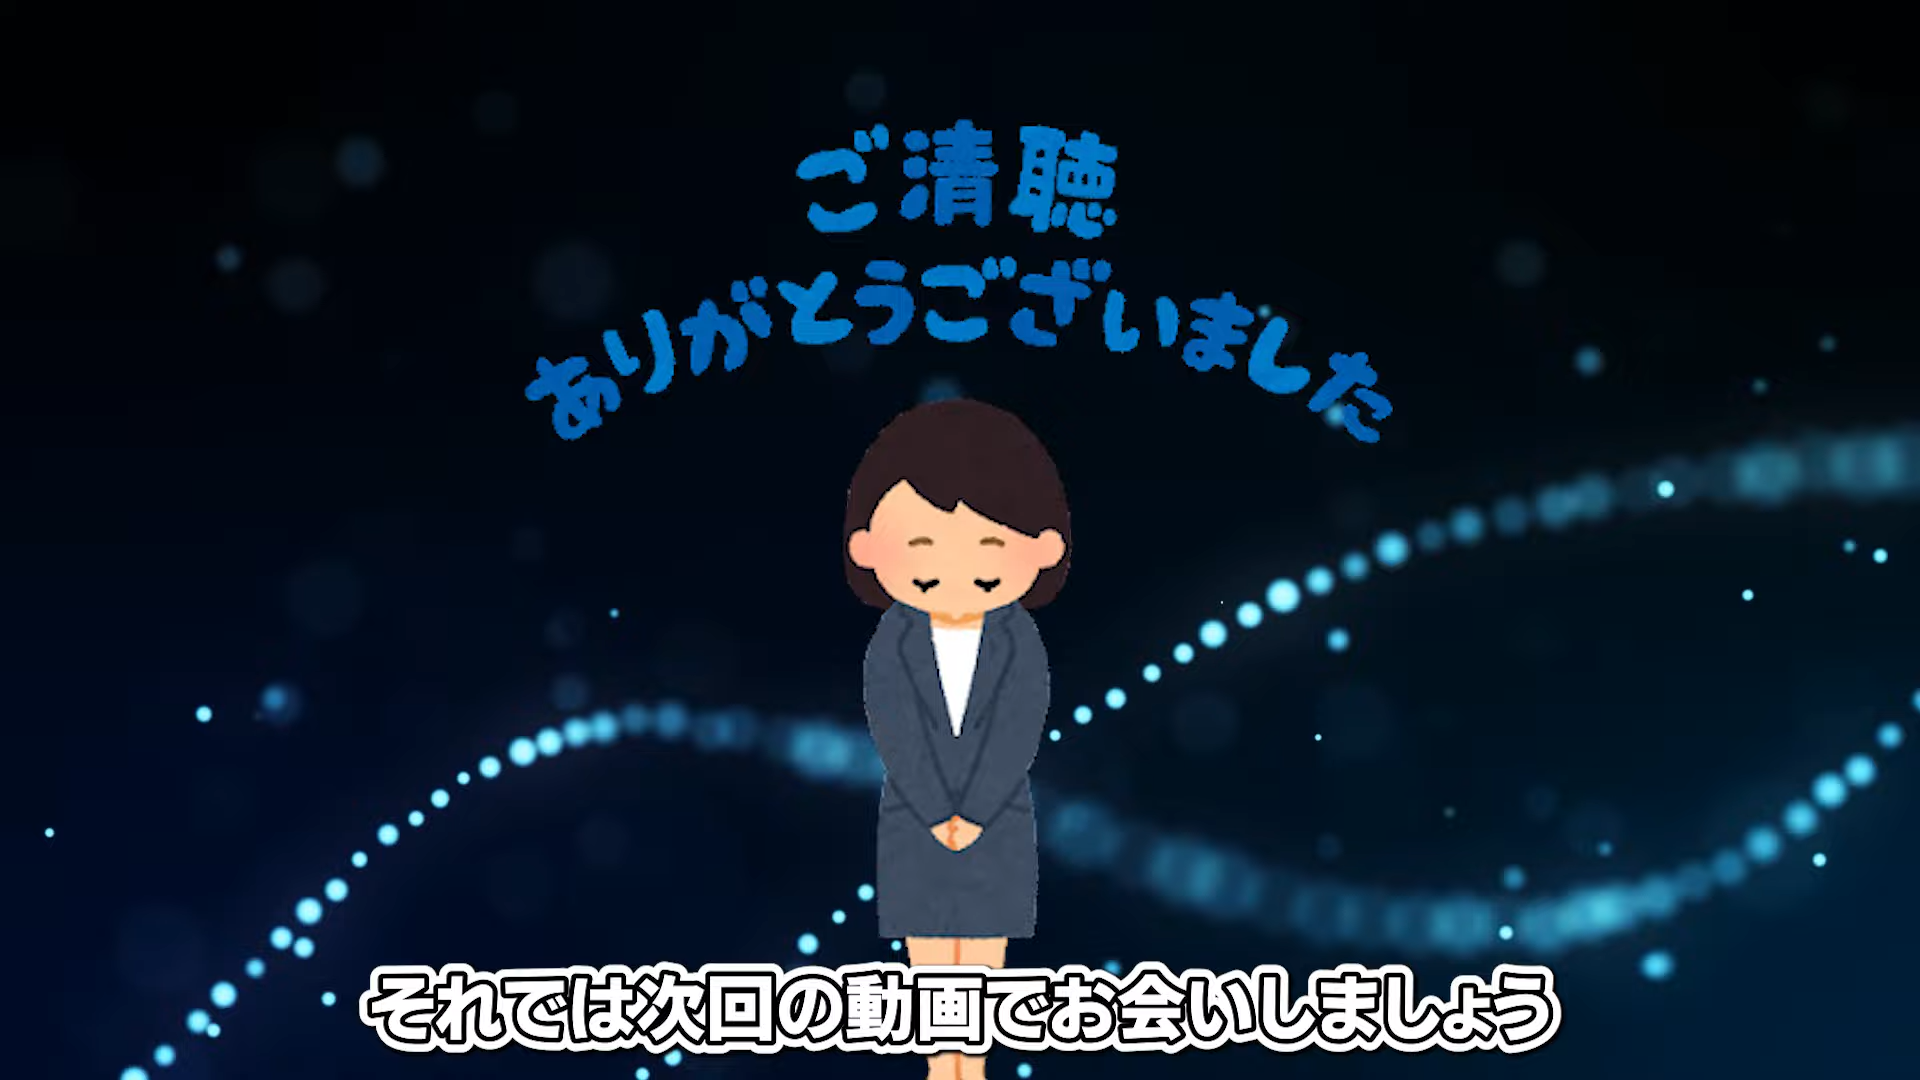 ご清聴
ありがとうございました
それでは次回の動画でお会いしましょう